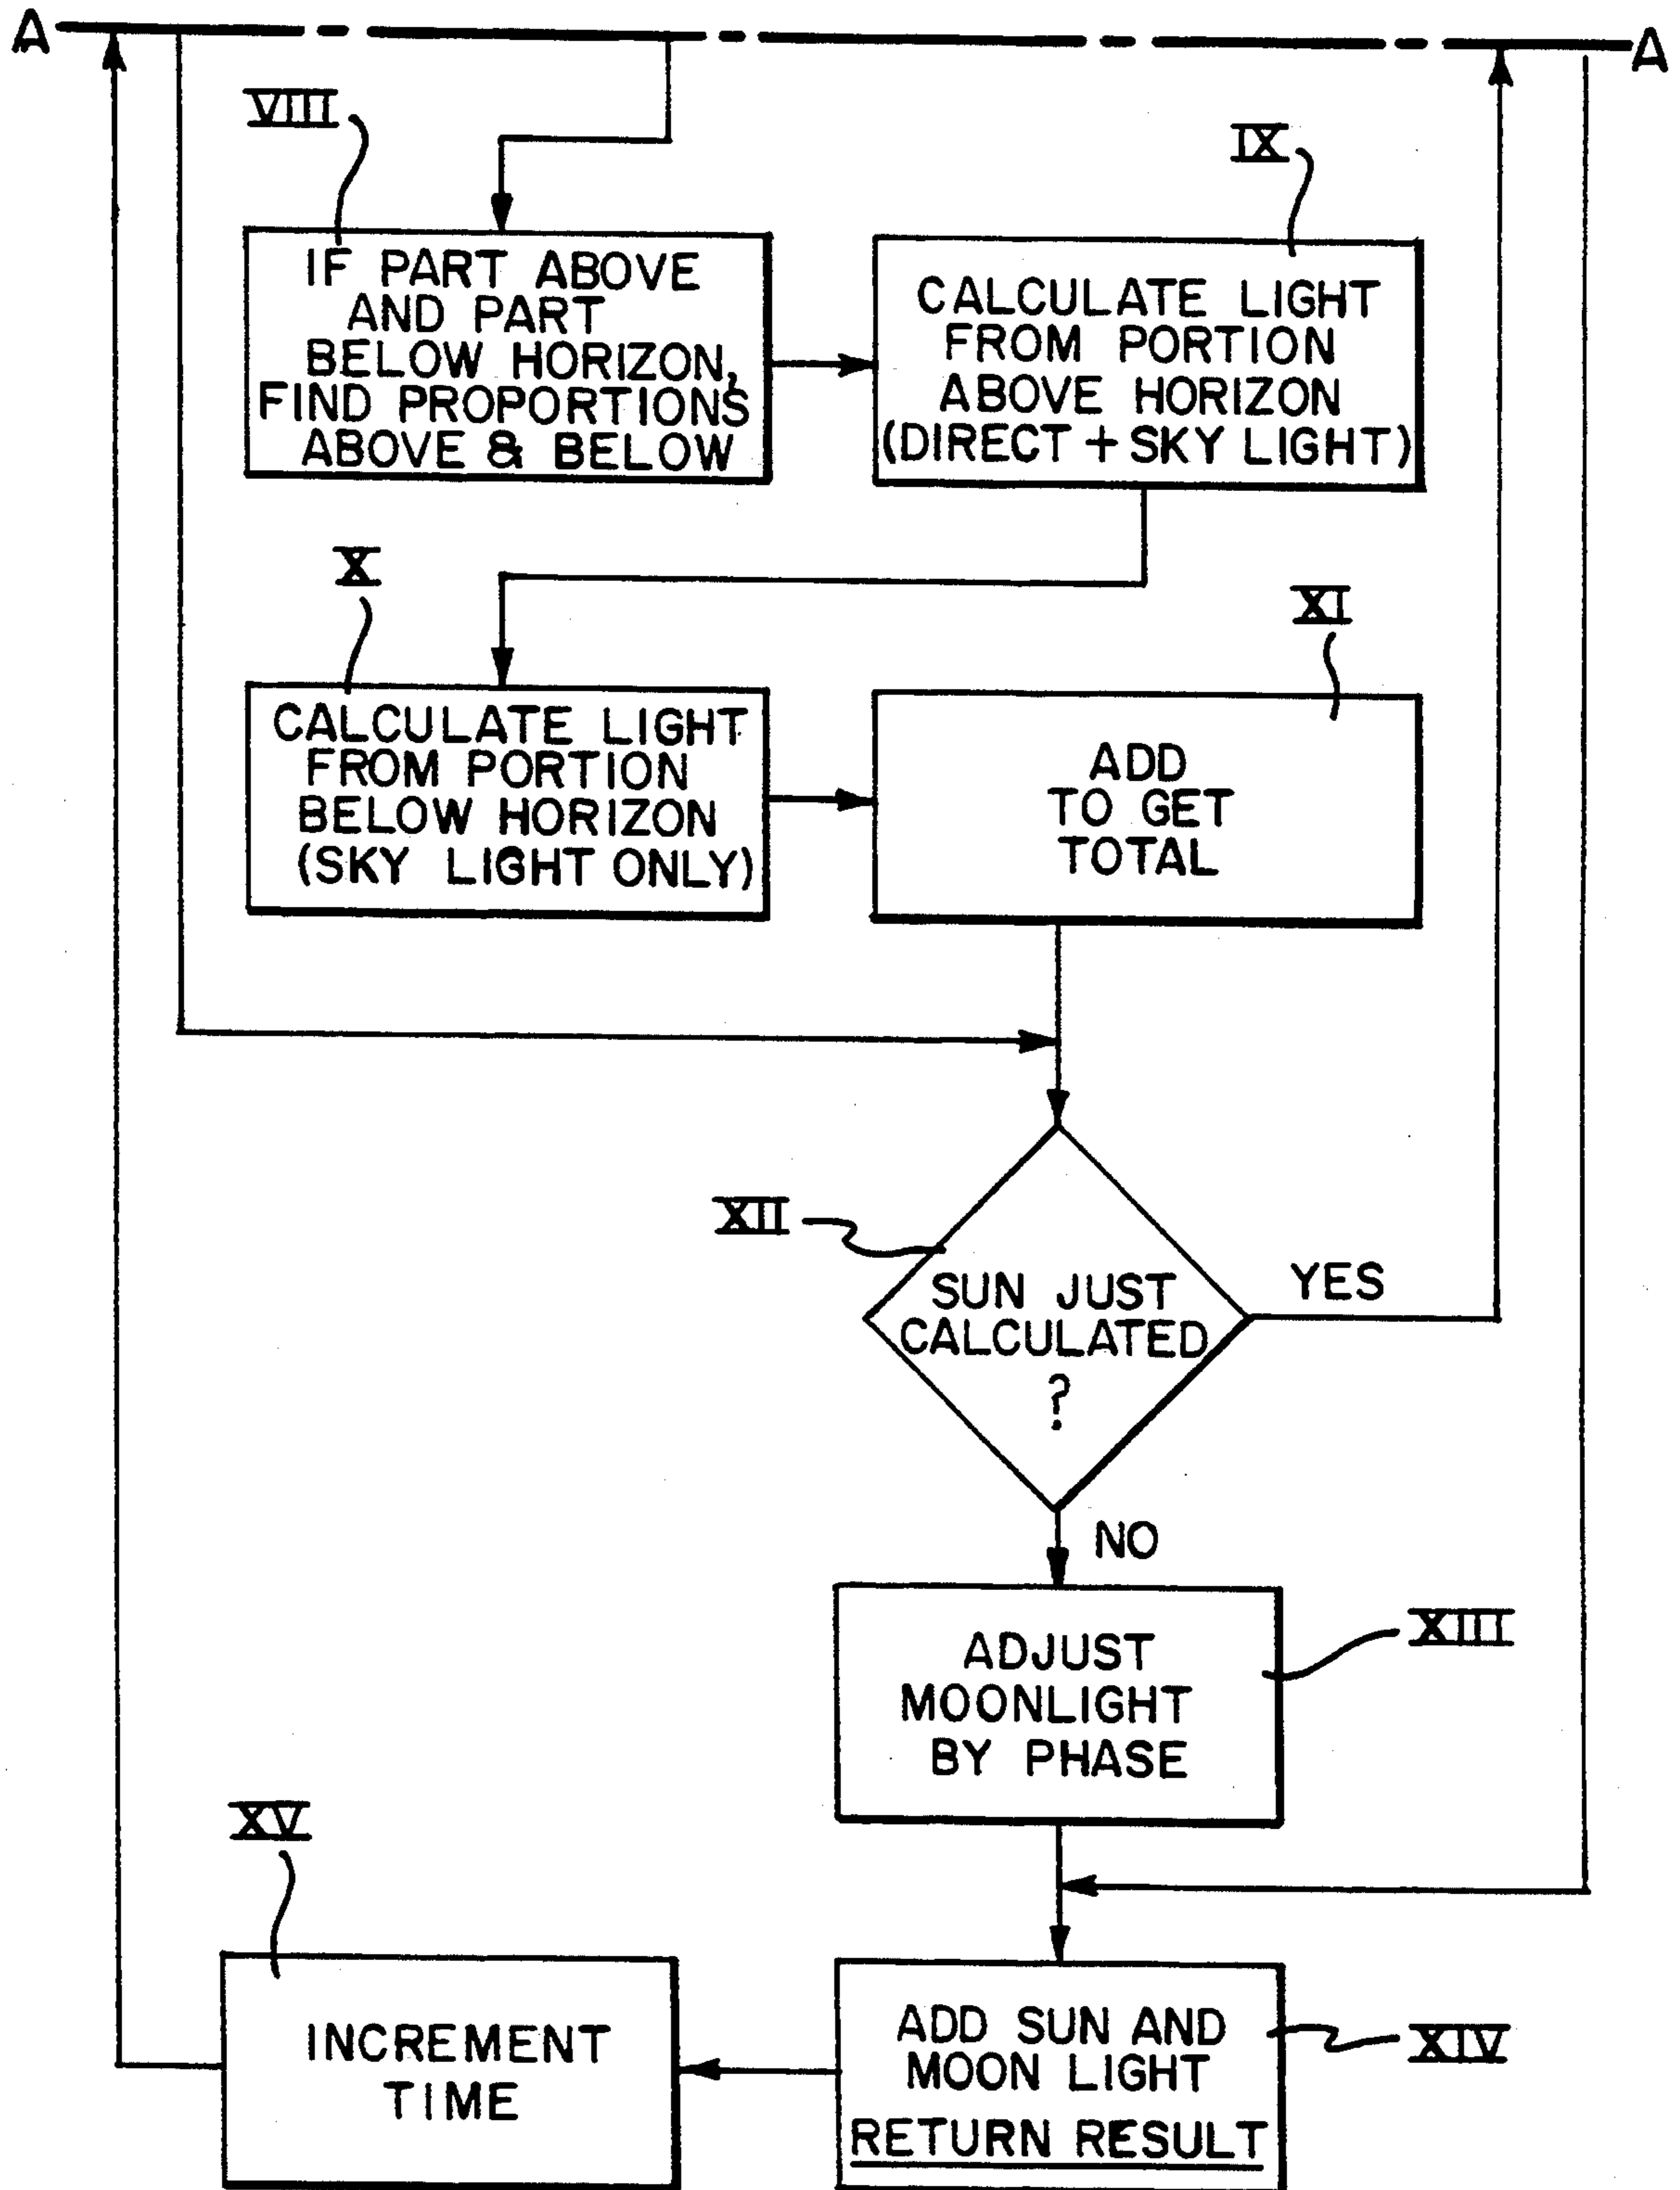 A
A
VIII
IX
IF PART ABOVE
AND PART
BELOW HORIZON,
FIND PROPORTIONS
ABOVE & BELOW
CALCULATE LIGHT
FROM PORTION
ABOVE HORIZON
(DIRECT + SKY LIGHT)
X
XI
CALCULATE LIGHT
FROM PORTION
BELOW HORIZON
(SKY LIGHT ONLY)
ADD
TO GET
TOTAL
XII
SUN JUST
CALCULATED
?
YES
NO
XIII
ADJUST
MOONLIGHT
BY PHASE
XV
INCREMENT
TIME
XIV
ADD SUN AND
MOON LIGHT
RETURN RESULT